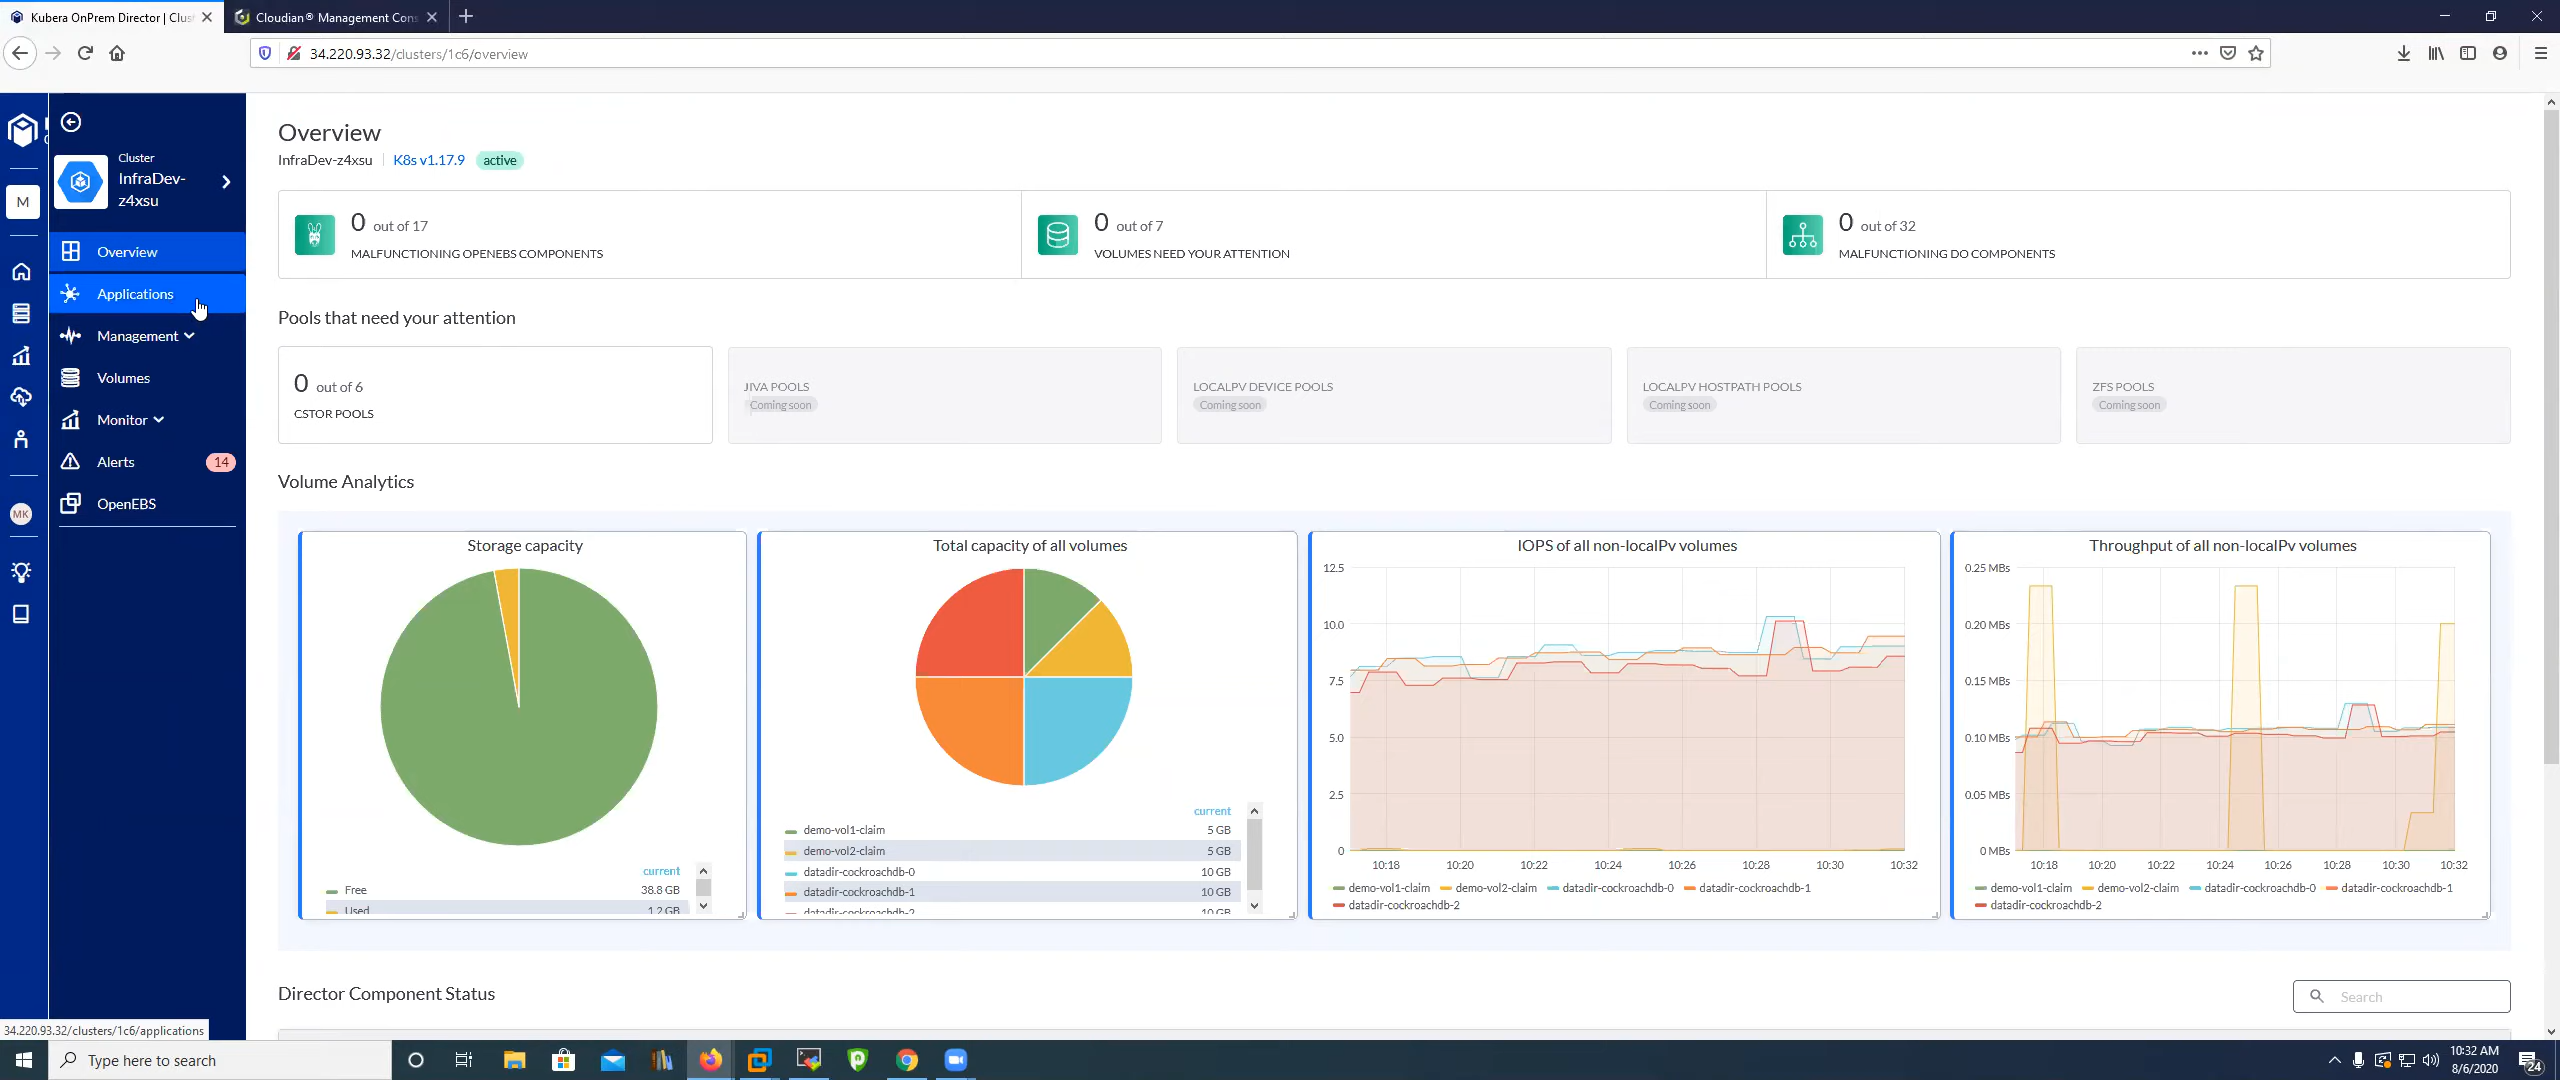 Kubera OnPrem Director | Clus
Cloudian® Management Cons
34.220.93.32/clusters/1c6/overview
M
MK
Cluster
InfraDev-
z4xsu
Overview
Applications
Management
Volumes
Monitor
Alerts
14
OpenEBS
Overview
InfraDev-z4xsu
K8s v1.17.9
active
0 out of 17
MALFUNCTIONING OPENEBS COMPONENTS
0 out of 7
VOLUMES NEED YOUR ATTENTION
0 out of 32
MALFUNCTIONING DO COMPONENTS
Pools that need your attention
0 out of 6
CSTOR POOLS
JIVA POOLS
Coming soon
LOCALPV DEVICE POOLS
Coming soon
LOCALPV HOSTPATH POOLS
Coming soon
ZFS POOLS
Coming soon
Volume Analytics
Storage capacity
current
Free 38.8 GB
Used 1.2 GB
Total capacity of all volumes
current
demo-vol1-claim 5 GB
demo-vol2-claim 5 GB
datadir-cockroachdb-0 10 GB
datadir-cockroachdb-1 10 GB
datadir-cockroachdb-2 10 GB
IOPS of all non-localPv volumes
12.5
10.0
7.5
5.0
2.5
0
10:18 10:20 10:22 10:24 10:26 10:28 10:30 10:32
demo-vol1-claim demo-vol2-claim datadir-cockroachdb-0 datadir-cockroachdb-1
datadir-cockroachdb-2
Throughput of all non-localPv volumes
0.25 MBs
0.20 MBs
0.15 MBs
0.10 MBs
0.05 MBs
0 MBs
10:18 10:20 10:22 10:24 10:26 10:28 10:30 10:32
demo-vol1-claim demo-vol2-claim datadir-cockroachdb-0 datadir-cockroachdb-1
datadir-cockroachdb-2
Director Component Status
Search
34.220.93.32/clusters/1c6/applications
Type here to search
10:32 AM
8/6/2020
24